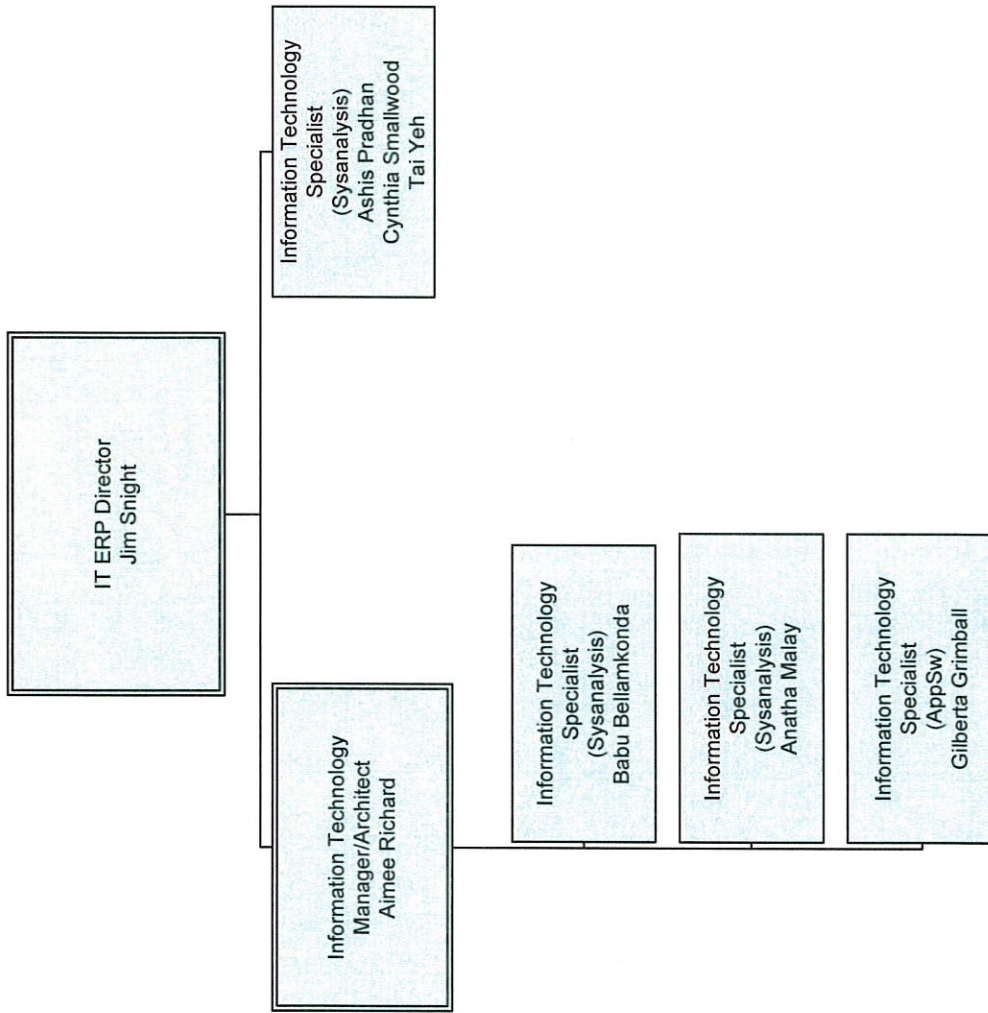 IT ERP Director
Jim Snight
Information Technology
Manager/Architect
Aimee Richard
Information Technology
Specialist
(Sysanalysis)
Ashis Pradhan
Cynthia Smallwood
Tai Yeh
Information Technology
Specialist
(Sysanalysis)
Babu Bellamkonda
Information Technology
Specialist
(Sysanalysis)
Anatha Malay
Information Technology
Specialist
(AppSw)
Gilberta Grimball